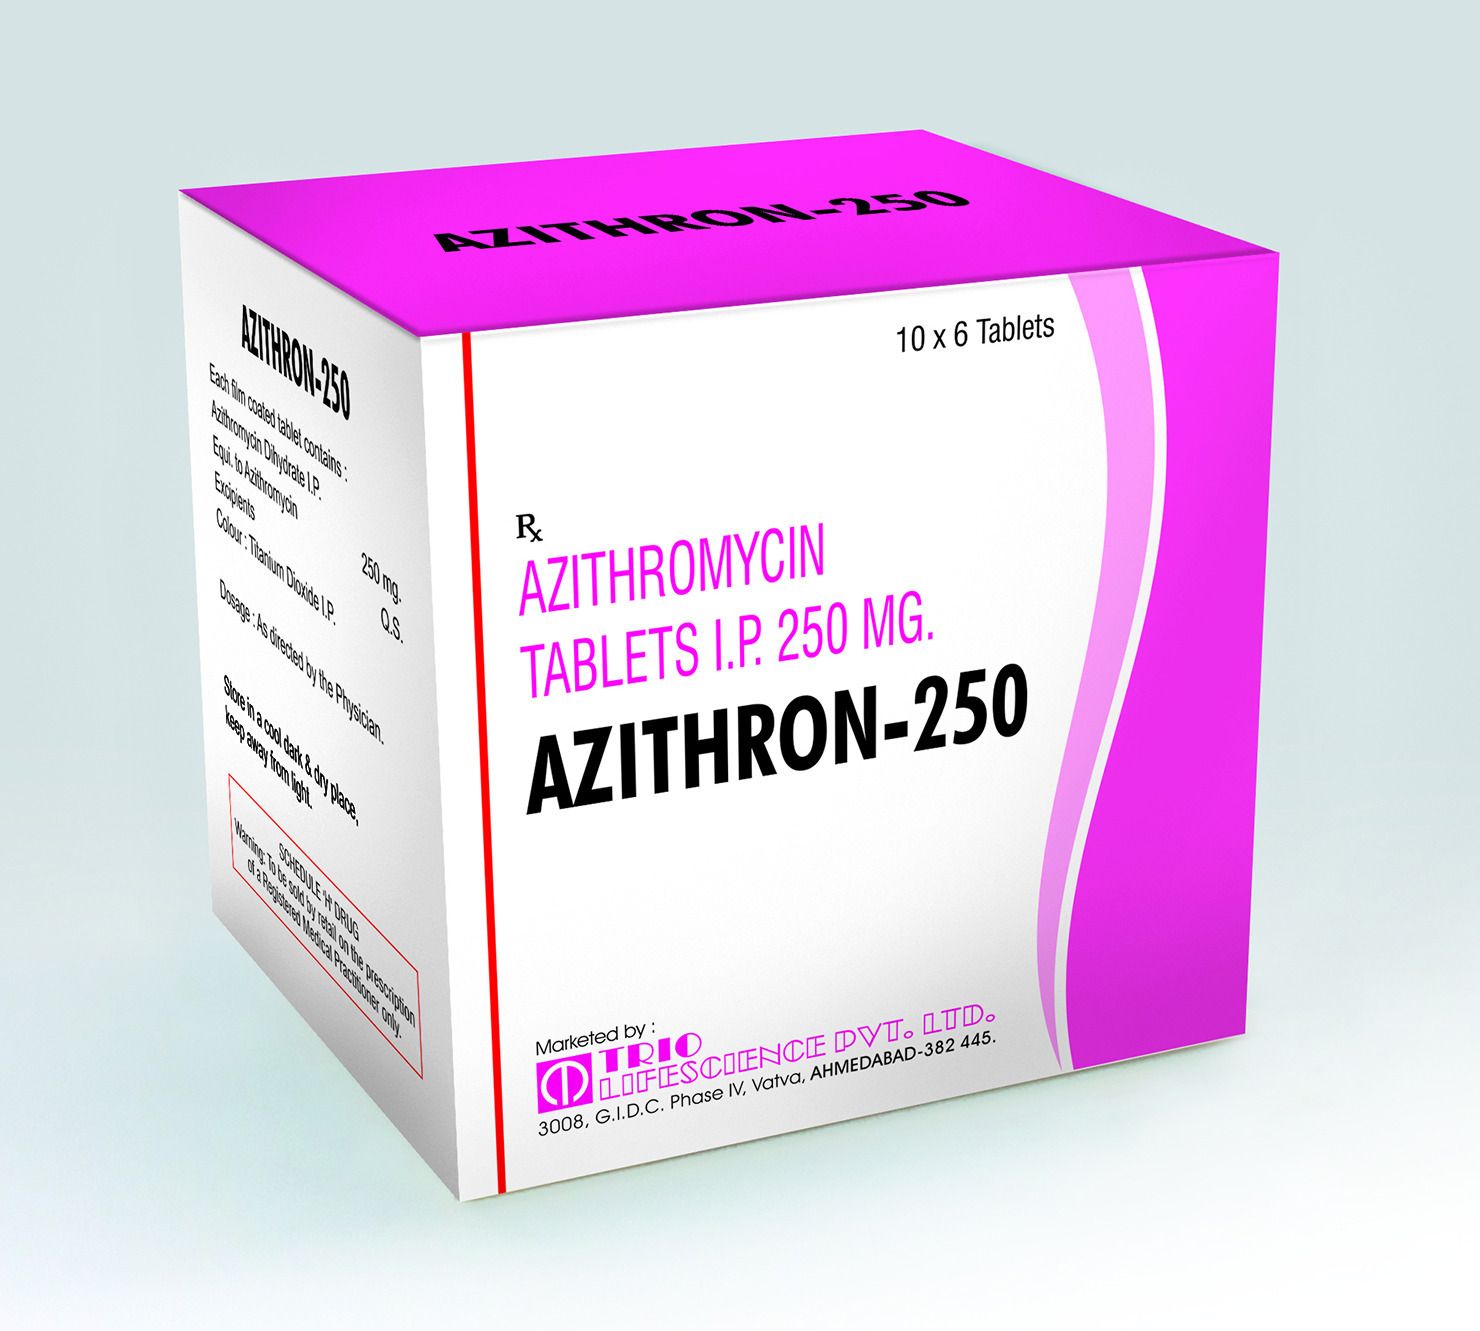 AZITHRON-250
AZITHRON-250
Each film coated tablet contains :
Azithromycin Dihydrate I.P.
Equi. to Azithromycin 250 mg.
Excipients Q.S.
Colour : Titanium Dioxide I.P.
Dosage : As directed by the Physician.
Store in a cool dark & dry place,
keep away from light.
SCHEDULE 'H' DRUG
Warning: To be sold by retail on the prescription
of a Registered Medical Practitioner only.
10 x 6 Tablets
Rx
AZITHROMYCIN
TABLETS I.P. 250 MG.
AZITHRON-250
Marketed by :
TRIO
LIFESCIENCE PVT. LTD.
3008, G.I.D.C. Phase IV, Vatva, AHMEDABAD-382 445.